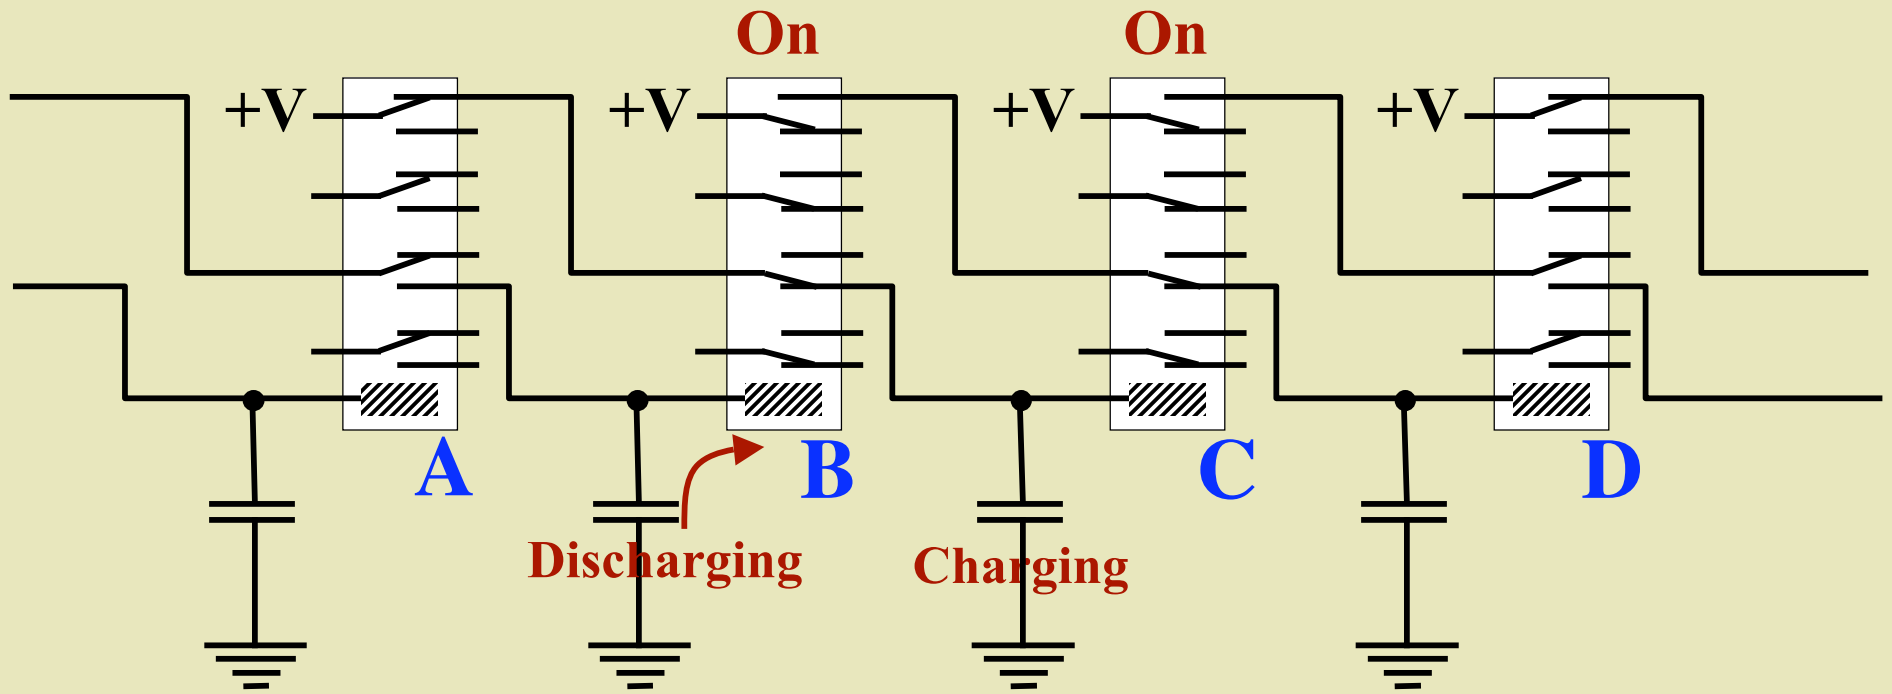 On On
+V +V +V +V
A B C D
Discharging Charging